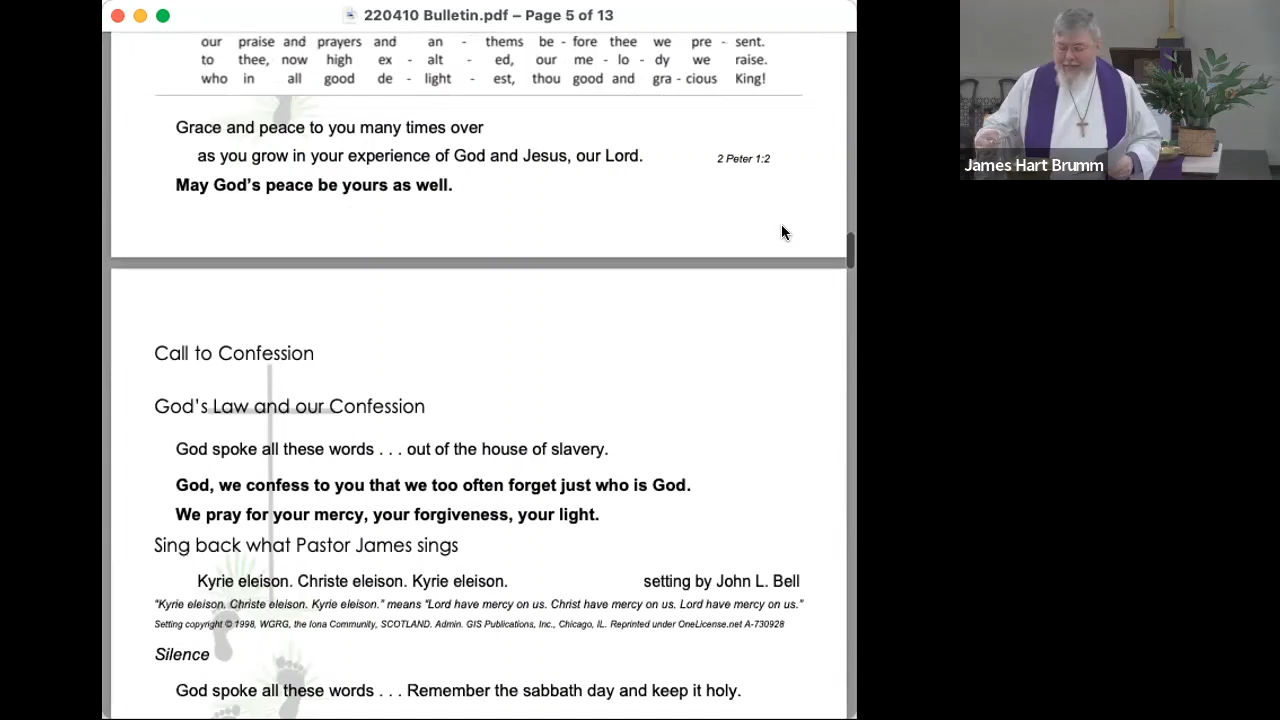 220410 Bulletin.pdf – Page 5 of 13
our praise and prayers and an - thems be - fore thee we pre - sent.
to thee, now high ex - alt - ed, our me - lo - dy we raise.
who in all good de - light - est, thou good and gra - cious King!
Grace and peace to you many times over
as you grow in your experience of God and Jesus, our Lord. 2 Peter 1:2
May God's peace be yours as well.
Call to Confession
God's Law and our Confession
God spoke all these words . . . out of the house of slavery.
God, we confess to you that we too often forget just who is God.
We pray for your mercy, your forgiveness, your light.
Sing back what Pastor James sings
Kyrie eleison. Christe eleison. Kyrie eleison. setting by John L. Bell
"Kyrie eleison. Christe eleison. Kyrie eleison." means "Lord have mercy on us. Christ have mercy on us. Lord have mercy on us."
Setting copyright © 1998, WGRG, the Iona Community, SCOTLAND. Admin. GIS Publications, Inc., Chicago, IL. Reprinted under OneLicense.net A-730928
Silence
God spoke all these words . . . Remember the sabbath day and keep it holy.
James Hart Brumm